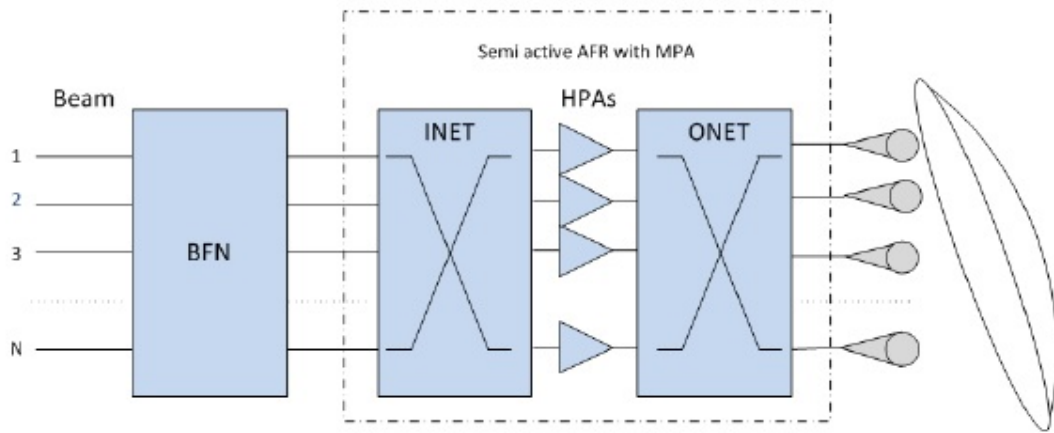 Semi active AFR with MPA
Beam
HPAs
INET
ONET
1
2
3
BFN
N